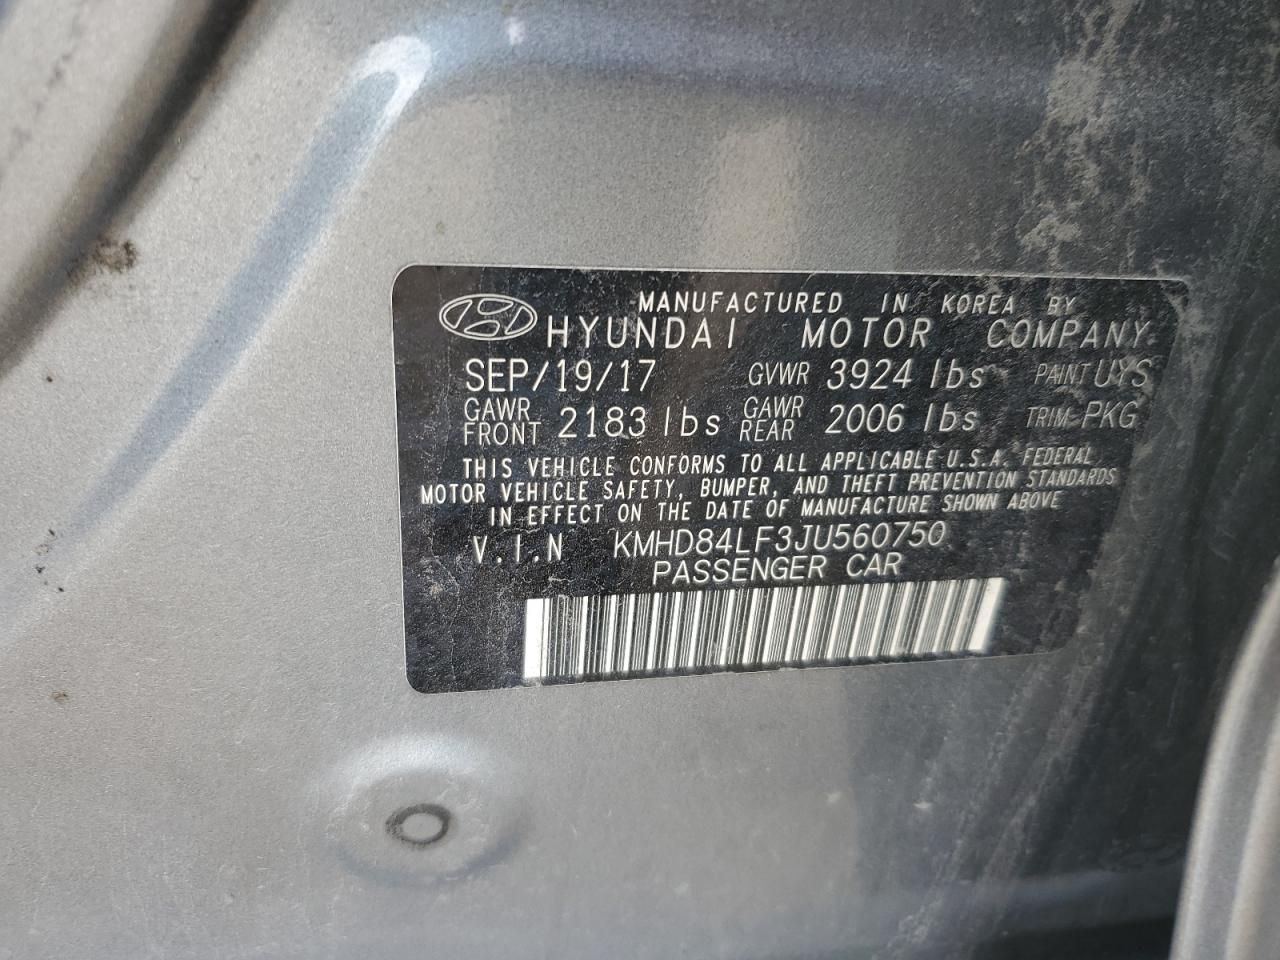 MANUFACTURED IN KOREA BY
HYUNDAI MOTOR COMPANY.
SEP/19/17 GVWR 3924 lbs PAINT UYS
GAWR FRONT 2183 lbs GAWR REAR 2006 lbs TRIM PKG
THIS VEHICLE CONFORMS TO ALL APPLICABLE U.S.A. FEDERAL
MOTOR VEHICLE SAFETY, BUMPER, AND THEFT PREVENTION STANDARDS
IN EFFECT ON THE DATE OF MANUFACTURE SHOWN ABOVE
V.I.N KMHD84LF3JU560750
PASSENGER CAR